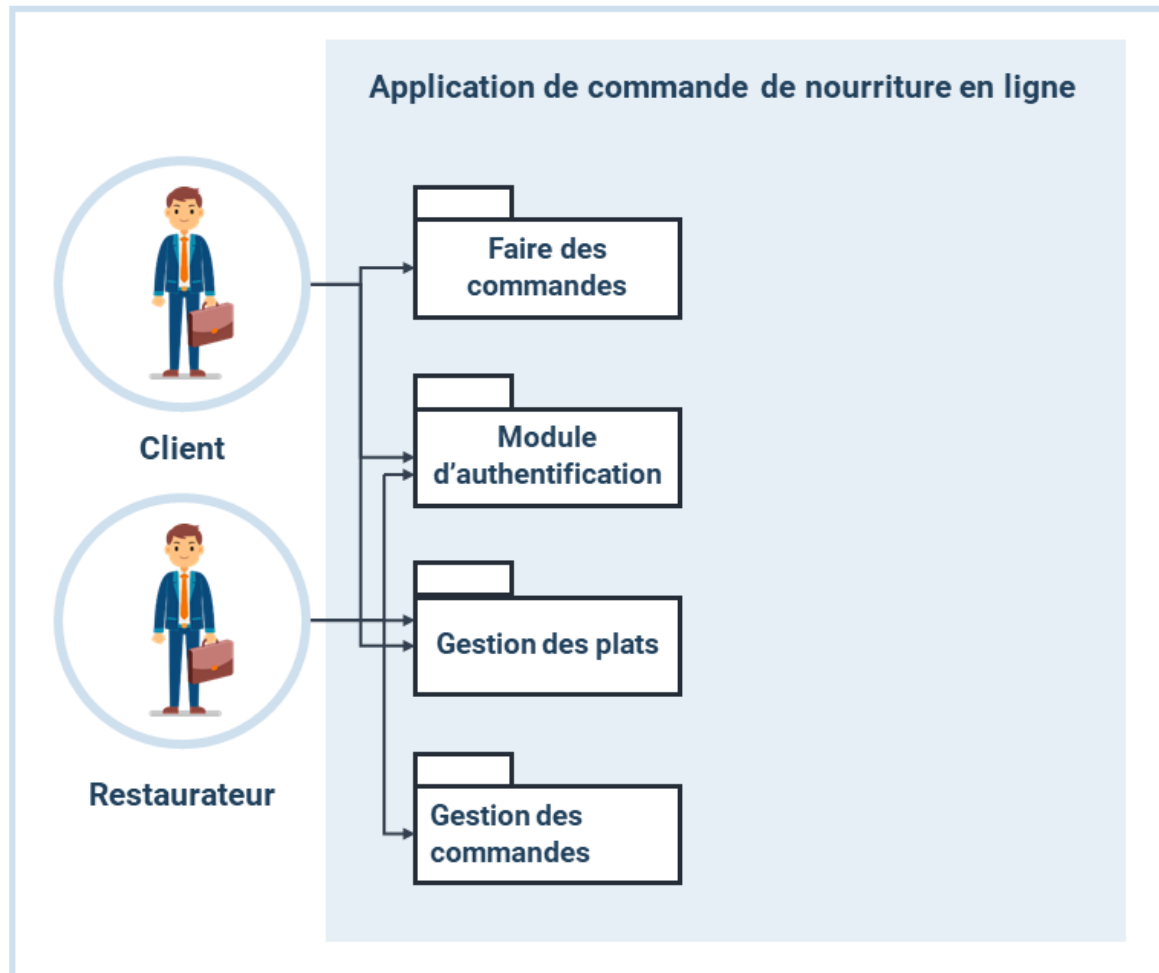 Application de commande de nourriture en ligne
Faire des
commandes
Client
Module
d'authentification
Gestion des plats
Restaurateur
Gestion des
commandes